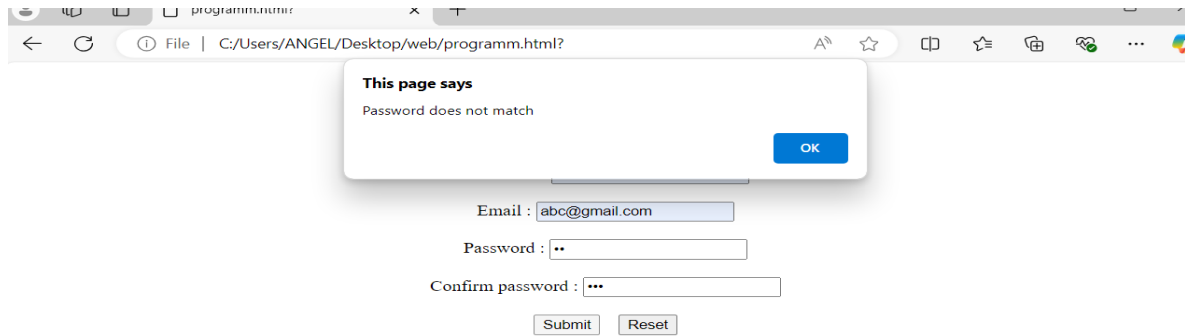 programm.html?
File | C:/Users/ANGEL/Desktop/web/programm.html?
This page says
Password does not match
OK
Email : abc@gmail.com
Password : ••
Confirm password : •••
Submit Reset